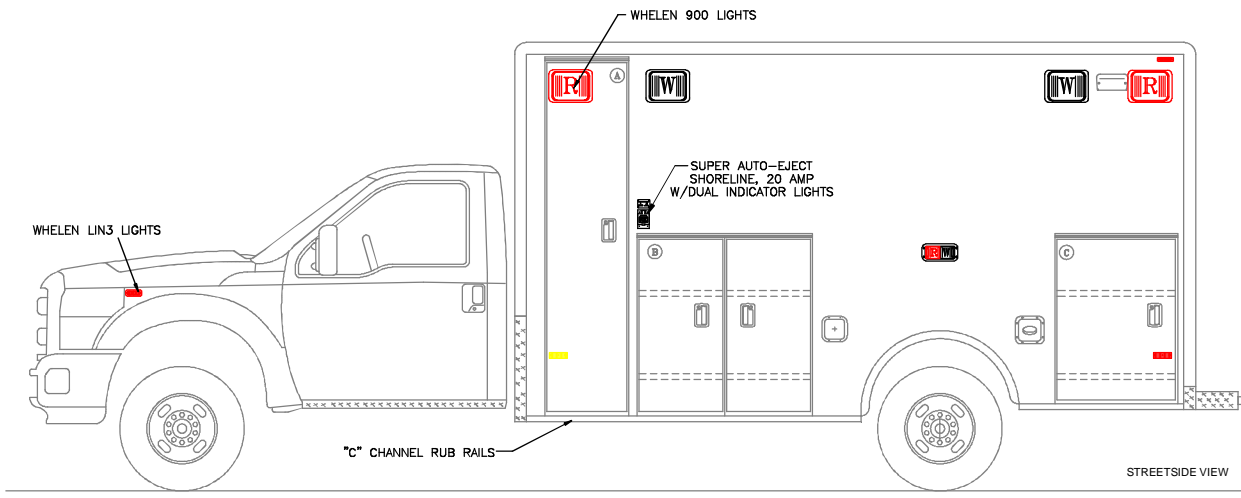 WHELEN 900 LIGHTS
R
A
W
W
R
SUPER AUTO-EJECT
SHORELINE, 20 AMP
W/DUAL INDICATOR LIGHTS
WHELEN LIN3 LIGHTS
B
RW
C
"C" CHANNEL RUB RAILS
STREETSIDE VIEW